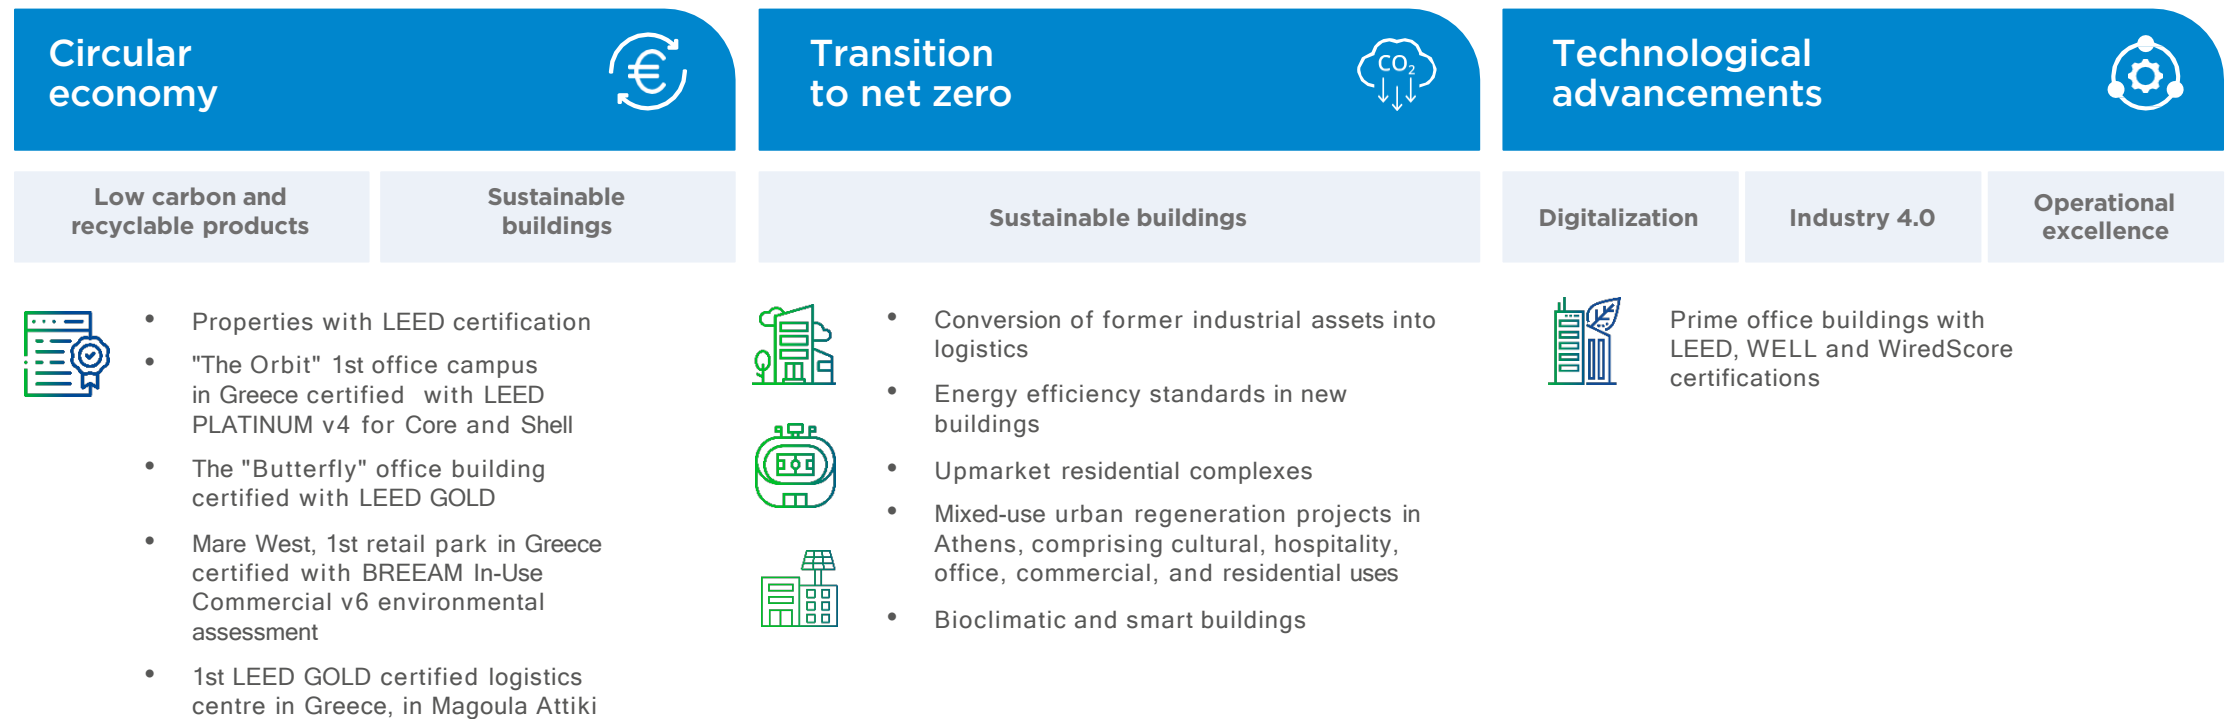 Circular
economy
€
Low carbon and
recyclable products
Sustainable
buildings
• Properties with LEED certification
• "The Orbit" 1st office campus
in Greece certified with LEED
PLATINUM v4 for Core and Shell
• The "Butterfly" office building
certified with LEED GOLD
• Mare West, 1st retail park in Greece
certified with BREEAM In-Use
Commercial v6 environmental
assessment
• 1st LEED GOLD certified logistics
centre in Greece, in Magoula Attiki
Transition
to net zero
CO₂
Sustainable buildings
• Conversion of former industrial assets into
logistics
• Energy efficiency standards in new
buildings
• Upmarket residential complexes
• Mixed-use urban regeneration projects in
Athens, comprising cultural, hospitality,
office, commercial, and residential uses
• Bioclimatic and smart buildings
Technological
advancements
Digitalization
Industry 4.0
Operational
excellence
Prime office buildings with
LEED, WELL and WiredScore
certifications